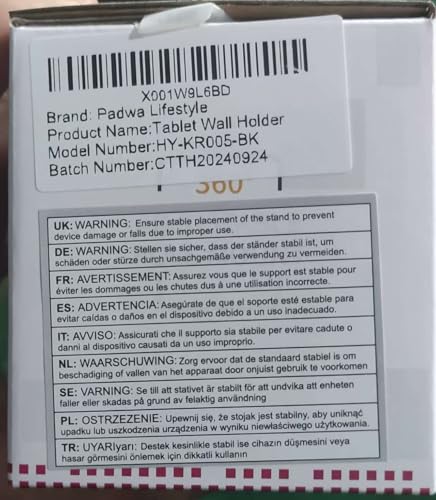 X001W9L6BD
Brand: Padwa Lifestyle
Product Name:Tablet Wall Holder
Model Number:HY-KR005-BK
Batch Number:CTTH20240924
360
UK: WARNING: Ensure stable placement of the stand to prevent
device damage or falls due to improper use.
DE: WARNUNG: Stellen sie sicher, dass der ständer stabil ist, um
schäden oder stürze durch unsachgemäße verwendung zu vermeiden.
FR: AVERTISSEMENT: Assurez vous que le support est stable pour
éviter les dommages ou les chutes dus à une utilisation incorrecte.
ES: ADVERTENCIA: Asegúrate de que el soporte esté estable para
evitar caídas o daños en el dispositivo debido a un uso inadecuado.
IT: AVVISO: Assicurati che il supporto sia stabile per evitare cadute o
danni al dispositivo causati da un uso improprio.
NL: WAARSCHUWING: Zorg ervoor dat de standaard stabiel is om
beschadiging of vallen van het apparaat door onjuist gebruik te voorkomen
SE: VARNING: Se till att stativet är stabilt för att undvika att enheten
faller eller skadas på grund av felaktig användning
PL: OSTRZEZENIE: Upewnij się, że stojak jest stabilny, aby uniknąć
upadku lub uszkodzenia urządzenia w wyniku niewłaściwego użytkowania.
TR: UYARIyarı: Destek kesinlikle stabil ise cihazın düşmesini veya
hasar görmesini önlemek için dikkatli kullanın